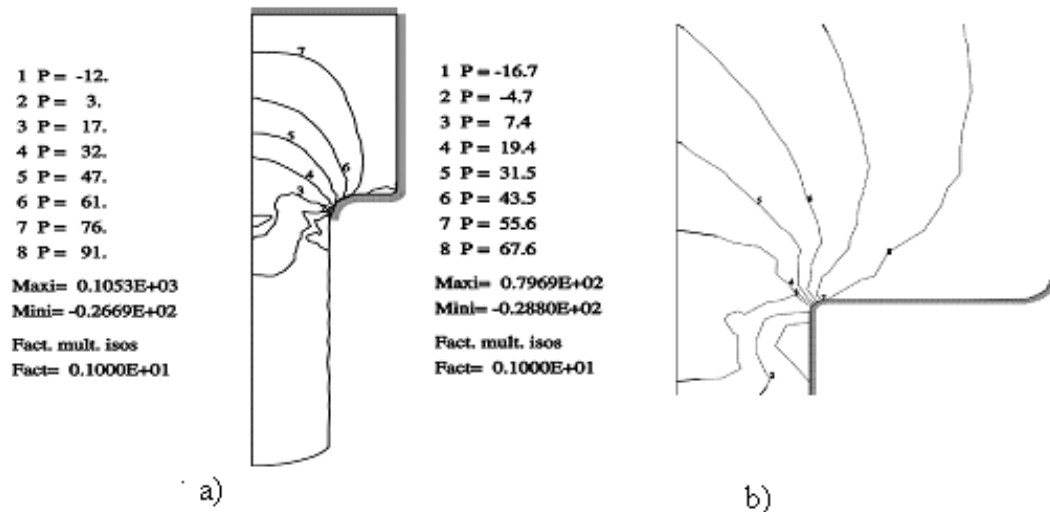 1 P = -12.
2 P = 3.
3 P = 17.
4 P = 32.
5 P = 47.
6 P = 61.
7 P = 76.
8 P = 91.
Maxi= 0.1053E+03
Mini= -0.2669E+02
Fact. mult. isos
Fact= 0.1000E+01
7
5
6
4
3
a)
1 P = -16.7
2 P = -4.7
3 P = 7.4
4 P = 19.4
5 P = 31.5
6 P = 43.5
7 P = 55.6
8 P = 67.6
Maxi= 0.7969E+02
Mini= -0.2880E+02
Fact. mult. isos
Fact= 0.1000E+01
5
b)